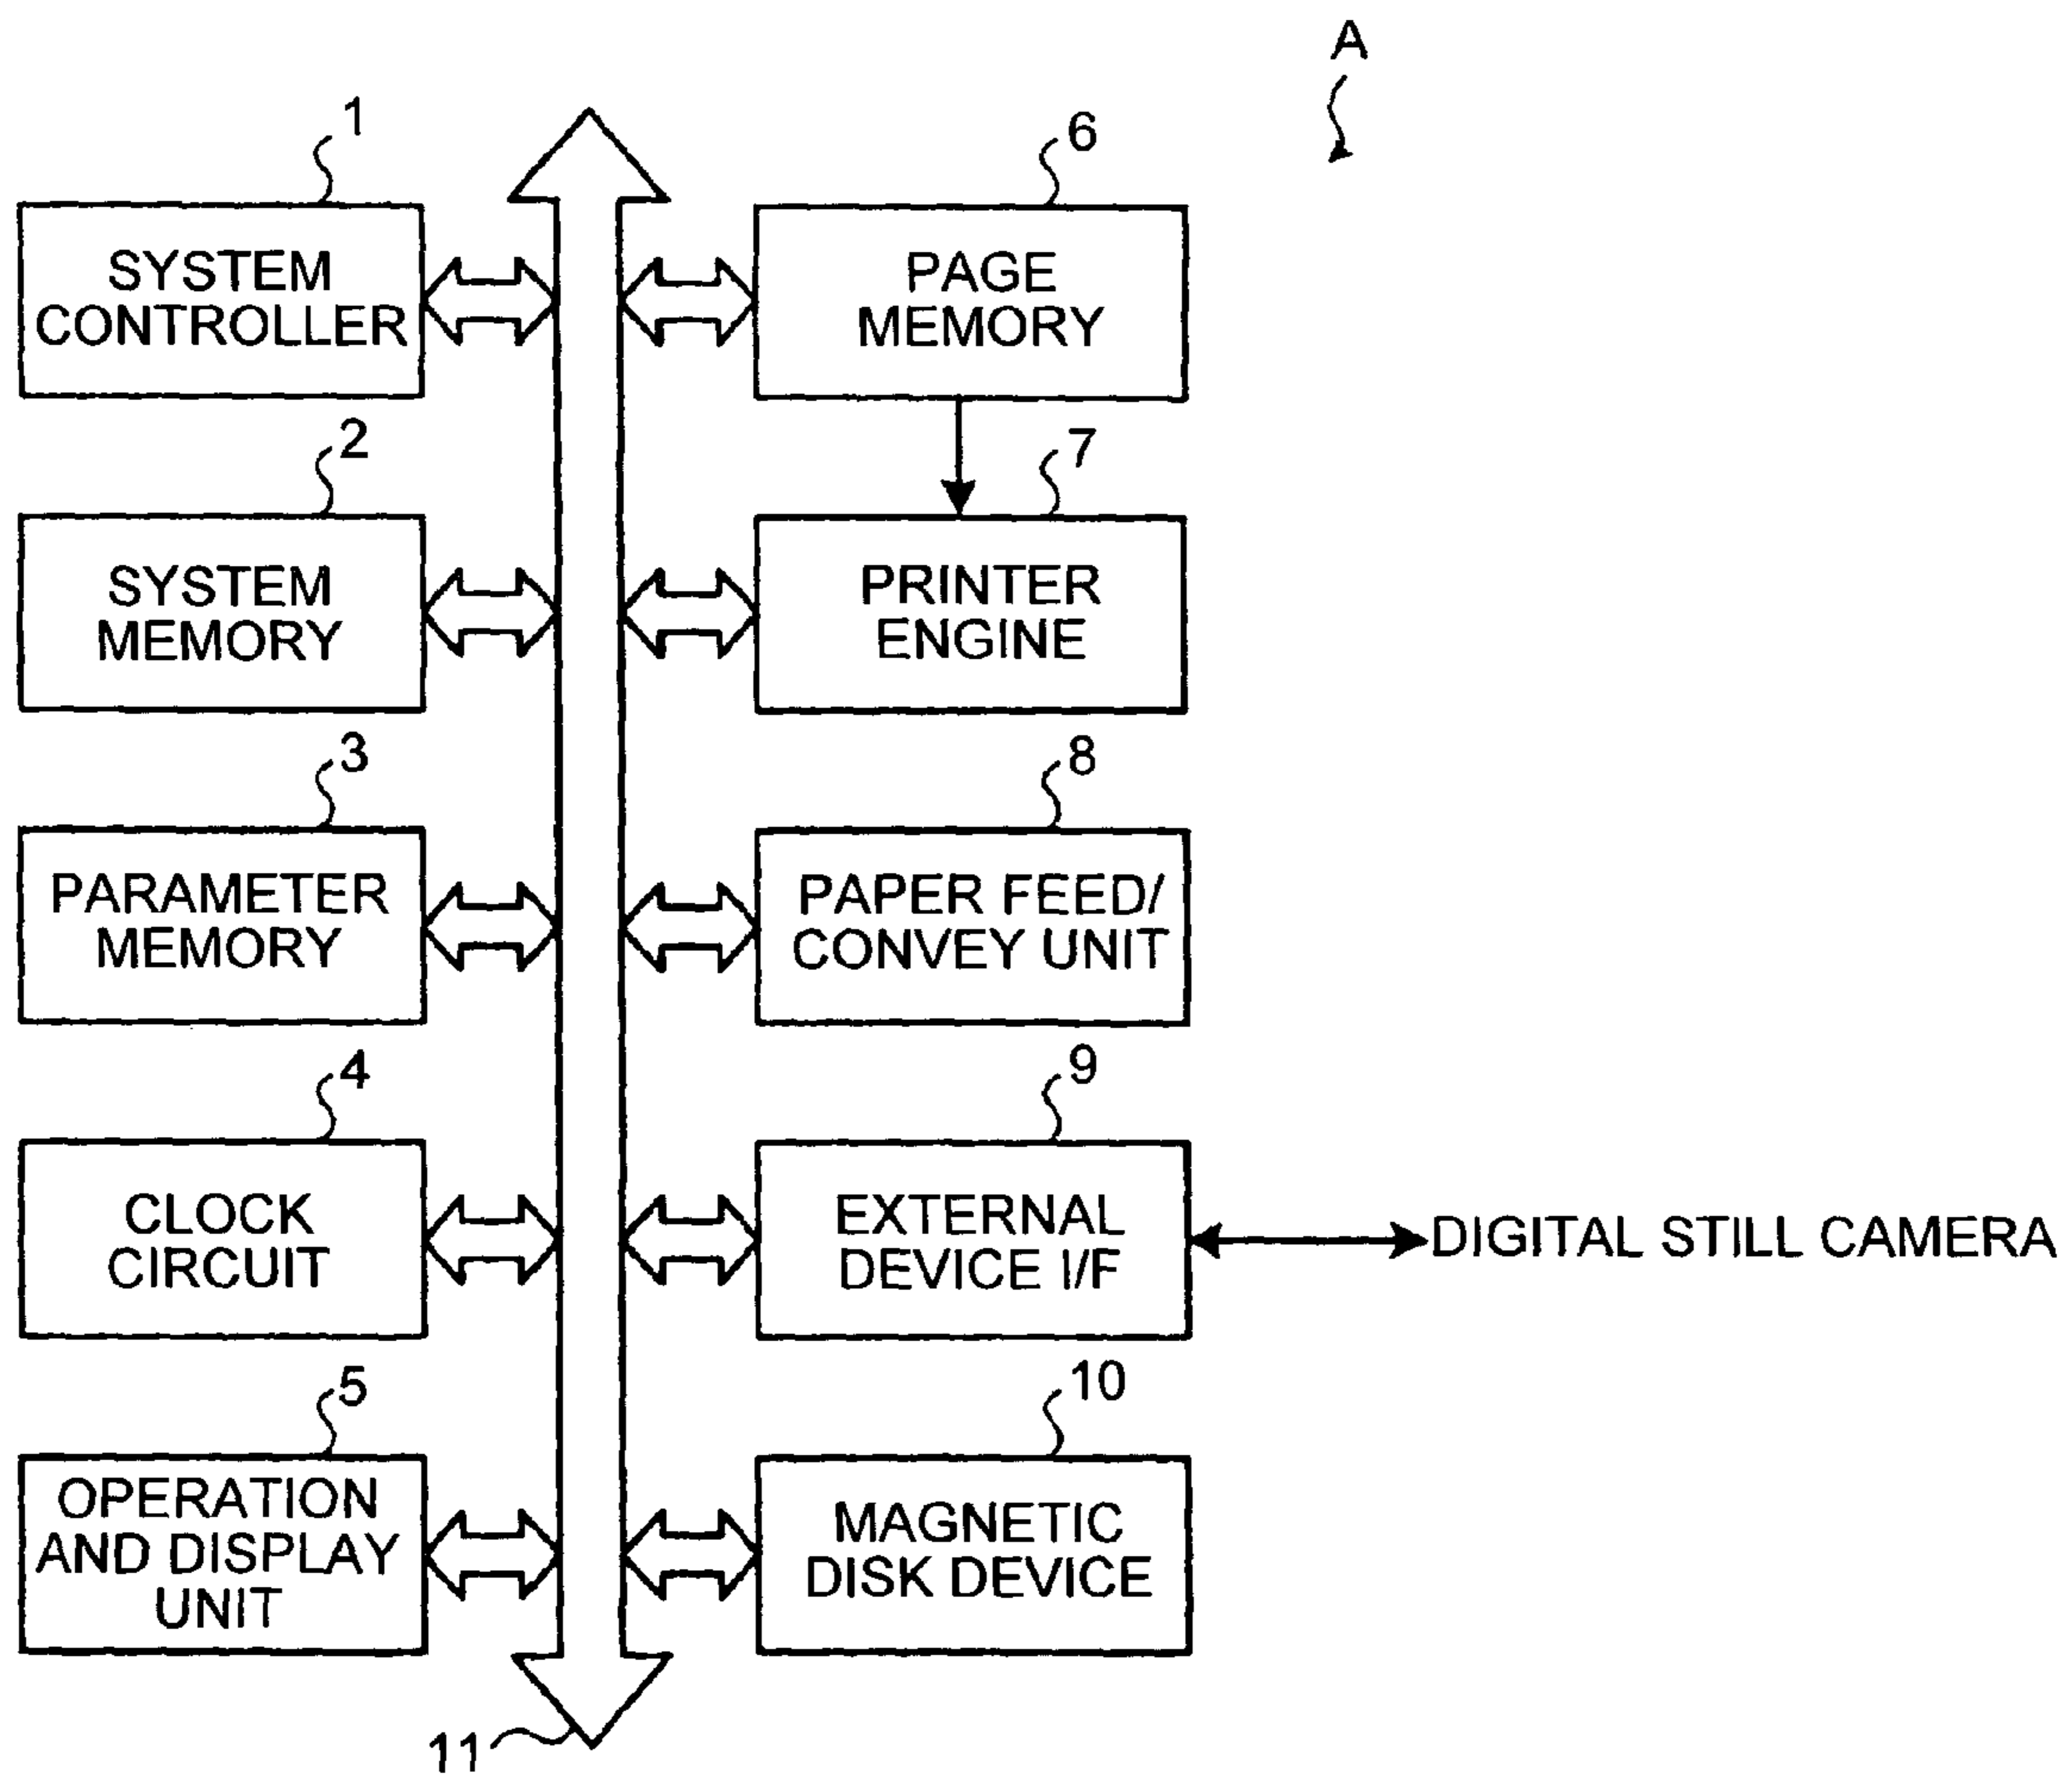 A
1
SYSTEM
CONTROLLER
2
SYSTEM
MEMORY
3
PARAMETER
MEMORY
4
CLOCK
CIRCUIT
5
OPERATION
AND DISPLAY
UNIT
6
PAGE
MEMORY
7
PRINTER
ENGINE
8
PAPER FEED/
CONVEY UNIT
9
EXTERNAL
DEVICE I/F
DIGITAL STILL CAMERA
10
MAGNETIC
DISK DEVICE
11